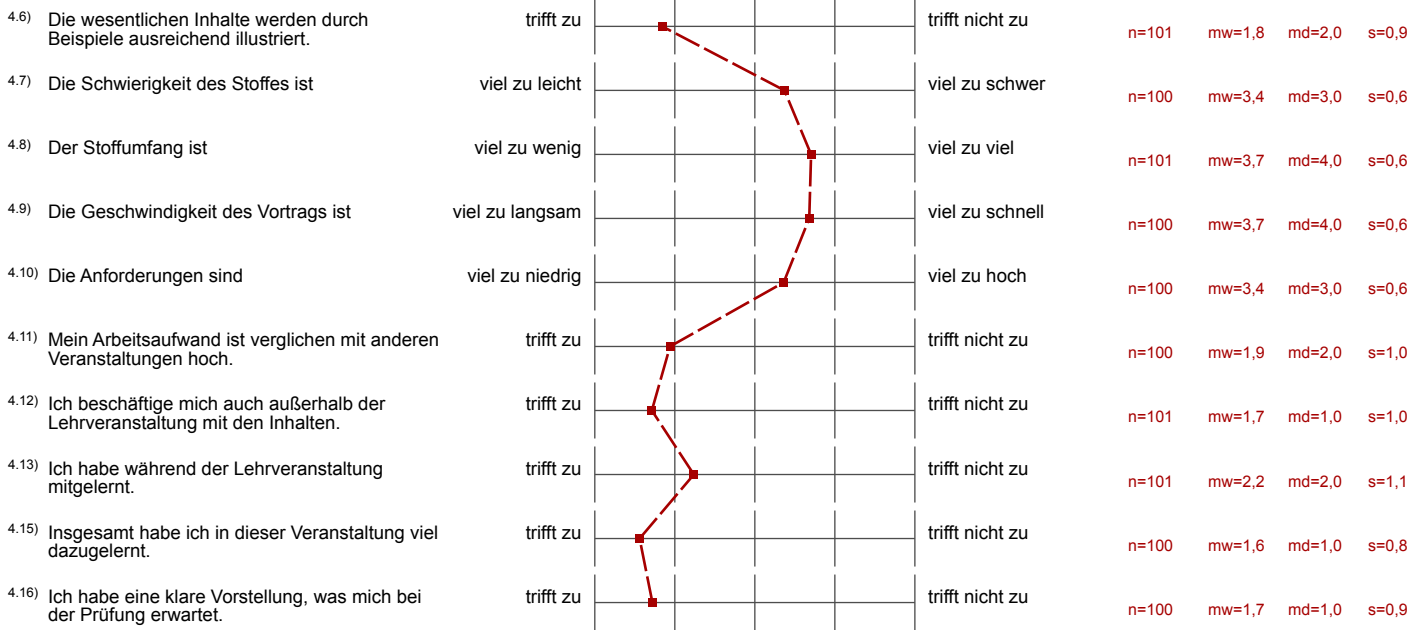 4.6) Die wesentlichen Inhalte werden durch trifft zu trifft nicht zu
Beispiele ausreichend illustriert. n=101 mw=1,8 md=2,0 s=0,9
4.7) Die Schwierigkeit des Stoffes ist viel zu leicht viel zu schwer
n=100 mw=3,4 md=3,0 s=0,6
4.8) Der Stoffumfang ist viel zu wenig viel zu viel
n=101 mw=3,7 md=4,0 s=0,6
4.9) Die Geschwindigkeit des Vortrags ist viel zu langsam viel zu schnell
n=100 mw=3,7 md=4,0 s=0,6
4.10) Die Anforderungen sind viel zu niedrig viel zu hoch
n=100 mw=3,4 md=3,0 s=0,6
4.11) Mein Arbeitsaufwand ist verglichen mit anderen trifft zu trifft nicht zu
Veranstaltungen hoch. n=100 mw=1,9 md=2,0 s=1,0
4.12) Ich beschäftige mich auch außerhalb der trifft zu trifft nicht zu
Lehrveranstaltung mit den Inhalten. n=101 mw=1,7 md=1,0 s=1,0
4.13) Ich habe während der Lehrveranstaltung trifft zu trifft nicht zu
mitgelernt. n=101 mw=2,2 md=2,0 s=1,1
4.15) Insgesamt habe ich in dieser Veranstaltung viel trifft zu trifft nicht zu
dazugelernt. n=100 mw=1,6 md=1,0 s=0,8
4.16) Ich habe eine klare Vorstellung, was mich bei trifft zu trifft nicht zu
der Prüfung erwartet. n=100 mw=1,7 md=1,0 s=0,9